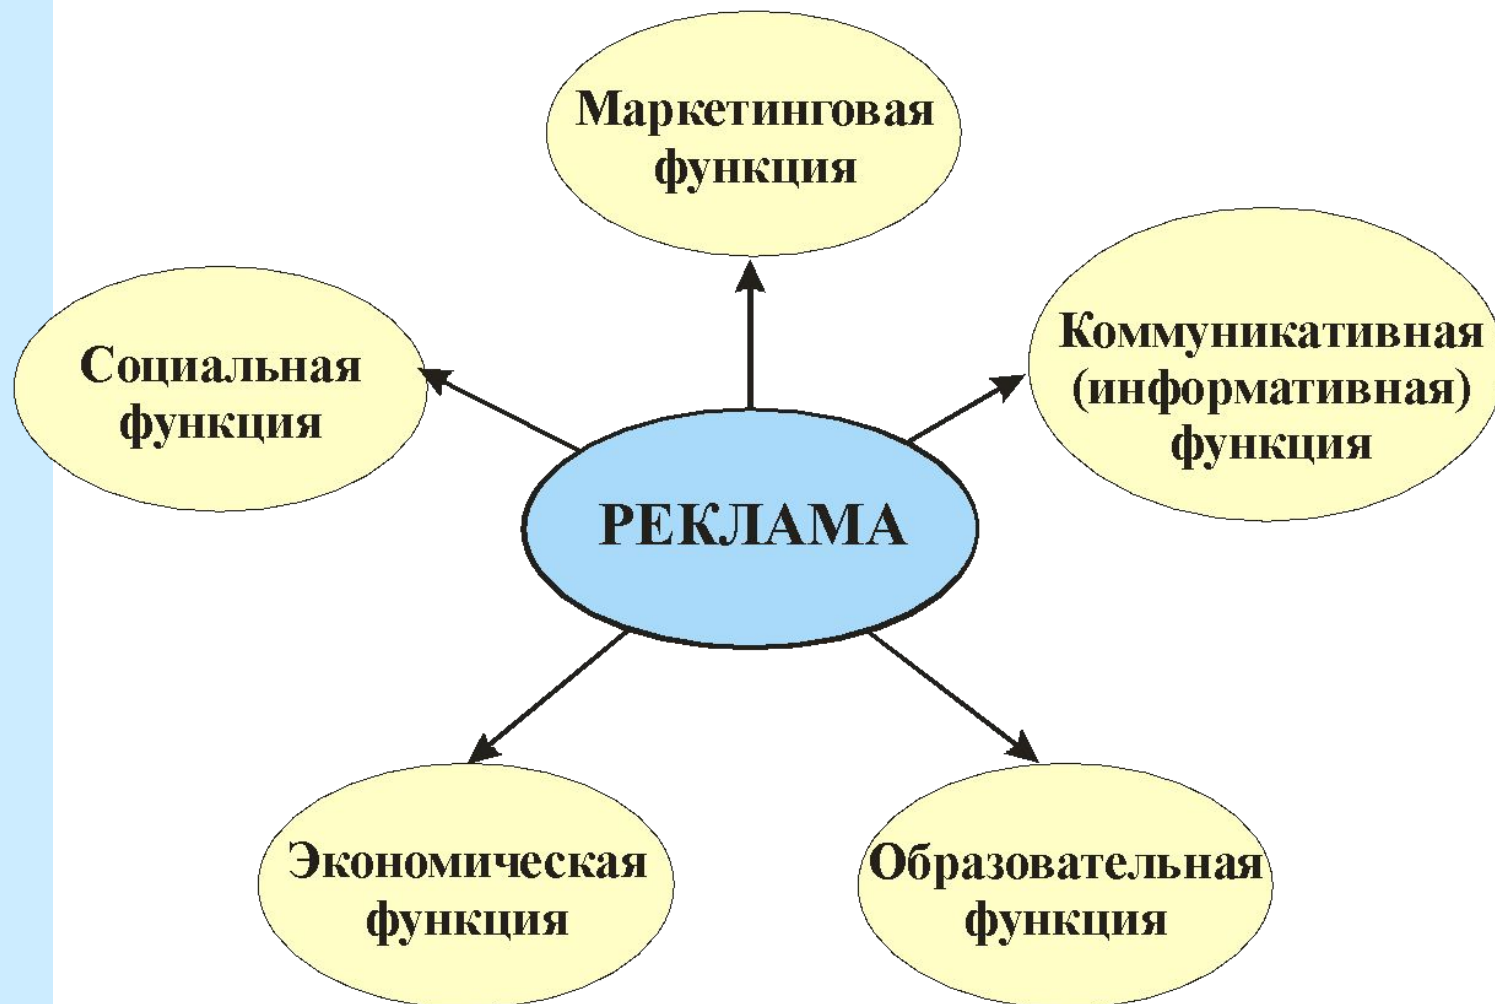 Маркетинговая
функция
Социальная
функция
Коммуникативная
(информативная)
функция
РЕКЛАМА
Экономическая
функция
Образовательная
функция